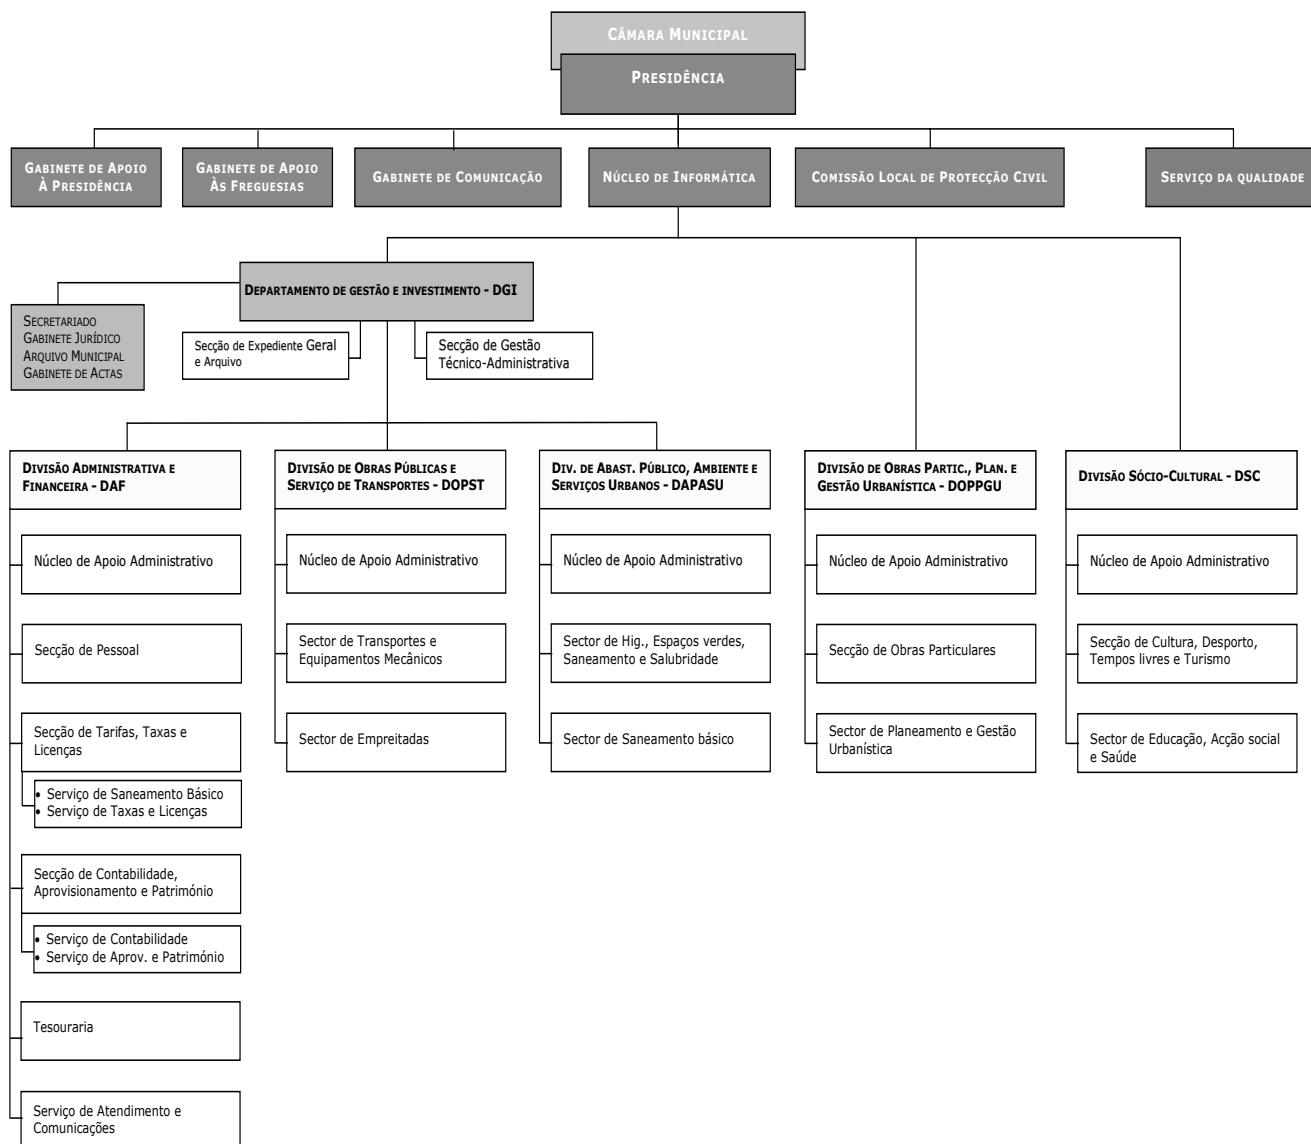 CÂMARA MUNICIPAL
PRESIDÊNCIA
GABINETE DE APOIO
À PRESIDÊNCIA
GABINETE DE APOIO
ÀS FREGUESIAS
GABINETE DE COMUNICAÇÃO
NÚCLEO DE INFORMÁTICA
COMISSÃO LOCAL DE PROTECÇÃO CIVIL
SERVIÇO DA QUALIDADE
DEPARTAMENTO DE GESTÃO E INVESTIMENTO - DGI
SECRETARIADO
GABINETE JURÍDICO
ARQUIVO MUNICIPAL
GABINETE DE ACTAS
Secção de Expediente Geral
e Arquivo
Secção de Gestão
Técnico-Administrativa
DIVISÃO ADMINISTRATIVA E
FINANCEIRA - DAF
Núcleo de Apoio Administrativo
Secção de Pessoal
Secção de Tarifas, Taxas e
Licenças
• Serviço de Saneamento Básico
• Serviço de Taxas e Licenças
Secção de Contabilidade,
Aprovisionamento e Património
• Serviço de Contabilidade
• Serviço de Aprov. e Património
Tesouraria
Serviço de Atendimento e
Comunicações
DIVISÃO DE OBRAS PÚBLICAS E
SERVIÇO DE TRANSPORTES - DOPST
Núcleo de Apoio Administrativo
Sector de Transportes e
Equipamentos Mecânicos
Sector de Empreitadas
DIV. DE ABAST. PÚBLICO, AMBIENTE E
SERVIÇOS URBANOS - DAPASU
Núcleo de Apoio Administrativo
Sector de Hig., Espaços verdes,
Saneamento e Salubridade
Sector de Saneamento básico
DIVISÃO DE OBRAS PARTIC., PLAN. E
GESTÃO URBANÍSTICA - DOPPGU
Núcleo de Apoio Administrativo
Secção de Obras Particulares
Sector de Planeamento e Gestão
Urbanística
DIVISÃO SÓCIO-CULTURAL - DSC
Núcleo de Apoio Administrativo
Secção de Cultura, Desporto,
Tempos livres e Turismo
Sector de Educação, Acção social
e Saúde